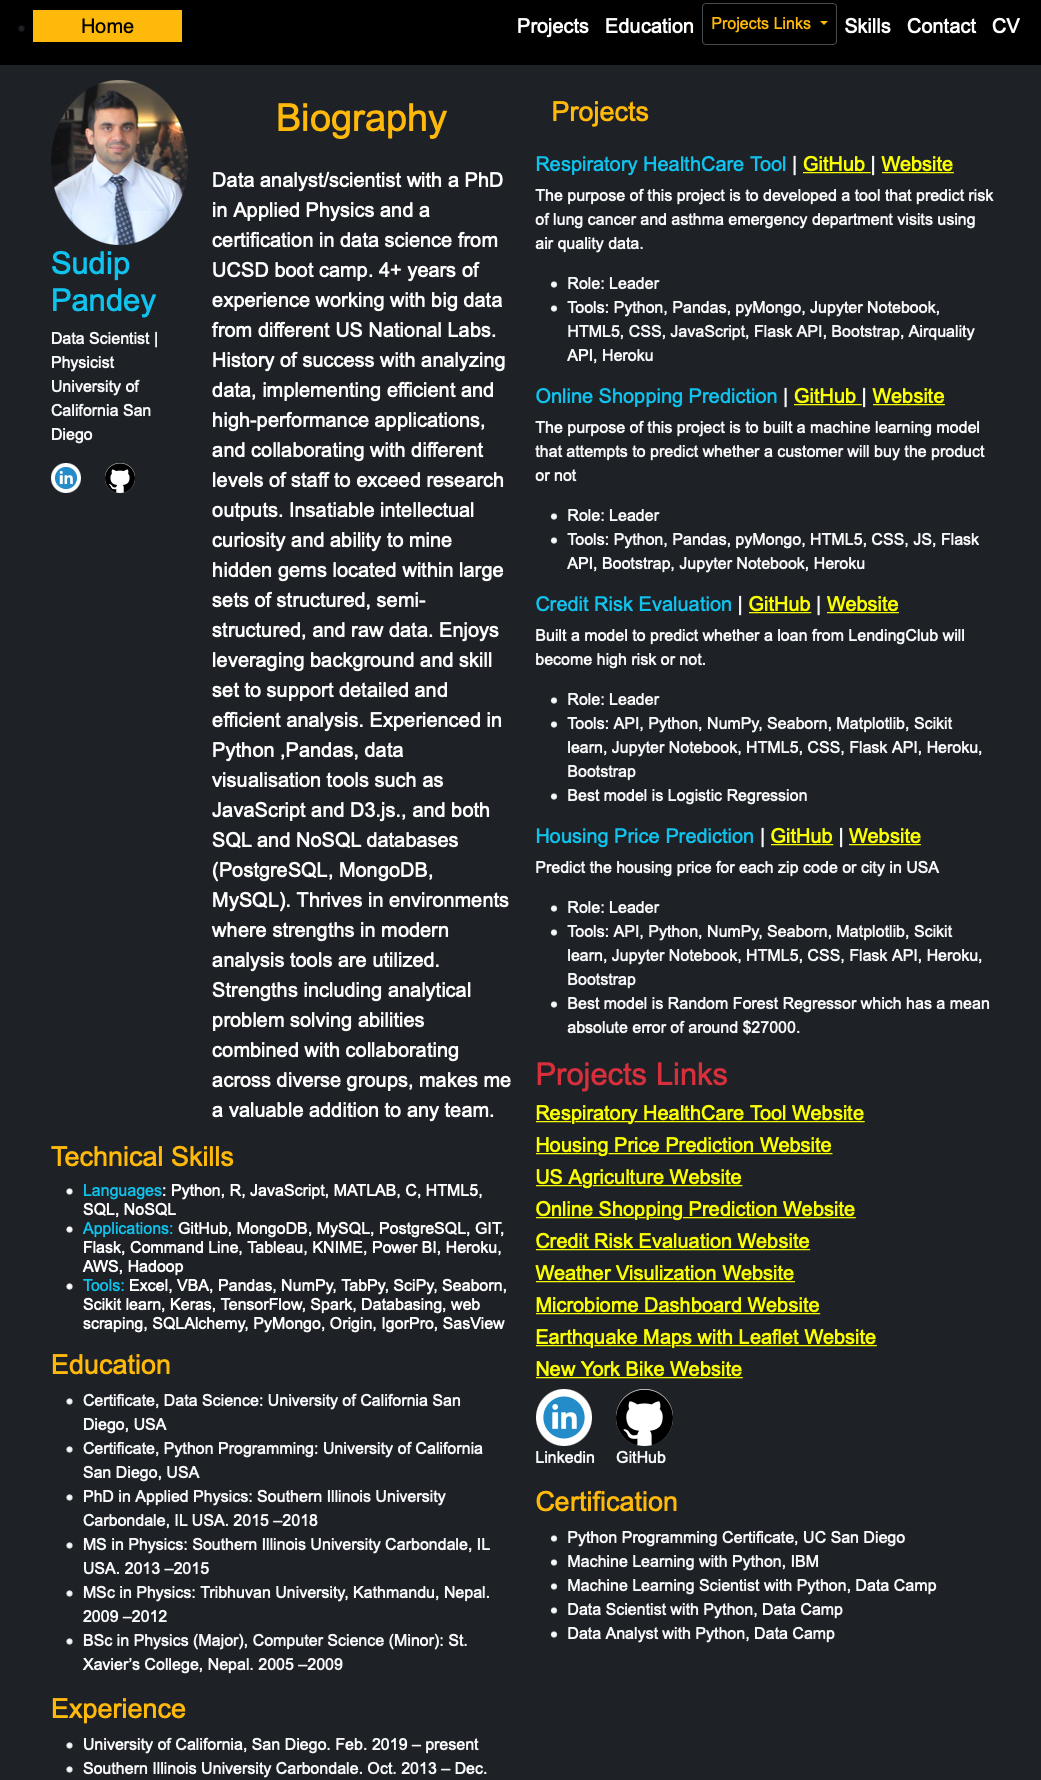 Home
Projects
Education
Projects Links
Skills
Contact
CV
Sudip
Pandey
Data Scientist |
Physicist
University of
California San
Diego
Biography
Data analyst/scientist with a PhD
in Applied Physics and a
certification in data science from
UCSD boot camp. 4+ years of
experience working with big data
from different US National Labs.
History of success with analyzing
data, implementing efficient and
high-performance applications,
and collaborating with different
levels of staff to exceed research
outputs. Insatiable intellectual
curiosity and ability to mine
hidden gems located within large
sets of structured, semi-
structured, and raw data. Enjoys
leveraging background and skill
set to support detailed and
efficient analysis. Experienced in
Python ,Pandas, data
visualisation tools such as
JavaScript and D3.js., and both
SQL and NoSQL databases
(PostgreSQL, MongoDB,
MySQL). Thrives in environments
where strengths in modern
analysis tools are utilized.
Strengths including analytical
problem solving abilities
combined with collaborating
across diverse groups, makes me
a valuable addition to any team.
Technical Skills
Languages: Python, R, JavaScript, MATLAB, C, HTML5,
SQL, NoSQL
Applications: GitHub, MongoDB, MySQL, PostgreSQL, GIT,
Flask, Command Line, Tableau, KNIME, Power BI, Heroku,
AWS, Hadoop
Tools: Excel, VBA, Pandas, NumPy, TabPy, SciPy, Seaborn,
Scikit learn, Keras, TensorFlow, Spark, Databasing, web
scraping, SQLAlchemy, PyMongo, Origin, IgorPro, SasView
Education
Certificate, Data Science: University of California San
Diego, USA
Certificate, Python Programming: University of California
San Diego, USA
PhD in Applied Physics: Southern Illinois University
Carbondale, IL USA. 2015 –2018
MS in Physics: Southern Illinois University Carbondale, IL
USA. 2013 –2015
MSc in Physics: Tribhuvan University, Kathmandu, Nepal.
2009 –2012
BSc in Physics (Major), Computer Science (Minor): St.
Xavier's College, Nepal. 2005 –2009
Experience
University of California, San Diego. Feb. 2019 – present
Southern Illinois University Carbondale. Oct. 2013 – Dec.
Projects
Respiratory HealthCare Tool | GitHub | Website
The purpose of this project is to developed a tool that predict risk
of lung cancer and asthma emergency department visits using
air quality data.
Role: Leader
Tools: Python, Pandas, pyMongo, Jupyter Notebook,
HTML5, CSS, JavaScript, Flask API, Bootstrap, Airquality
API, Heroku
Online Shopping Prediction | GitHub | Website
The purpose of this project is to built a machine learning model
that attempts to predict whether a customer will buy the product
or not
Role: Leader
Tools: Python, Pandas, pyMongo, HTML5, CSS, JS, Flask
API, Bootstrap, Jupyter Notebook, Heroku
Credit Risk Evaluation | GitHub | Website
Built a model to predict whether a loan from LendingClub will
become high risk or not.
Role: Leader
Tools: API, Python, NumPy, Seaborn, Matplotlib, Scikit
learn, Jupyter Notebook, HTML5, CSS, Flask API, Heroku,
Bootstrap
Best model is Logistic Regression
Housing Price Prediction | GitHub | Website
Predict the housing price for each zip code or city in USA
Role: Leader
Tools: API, Python, NumPy, Seaborn, Matplotlib, Scikit
learn, Jupyter Notebook, HTML5, CSS, Flask API, Heroku,
Bootstrap
Best model is Random Forest Regressor which has a mean
absolute error of around $27000.
Projects Links
Respiratory HealthCare Tool Website
Housing Price Prediction Website
US Agriculture Website
Online Shopping Prediction Website
Credit Risk Evaluation Website
Weather Visulization Website
Microbiome Dashboard Website
Earthquake Maps with Leaflet Website
New York Bike Website
in
Linkedin
GitHub
Certification
Python Programming Certificate, UC San Diego
Machine Learning with Python, IBM
Machine Learning Scientist with Python, Data Camp
Data Scientist with Python, Data Camp
Data Analyst with Python, Data Camp